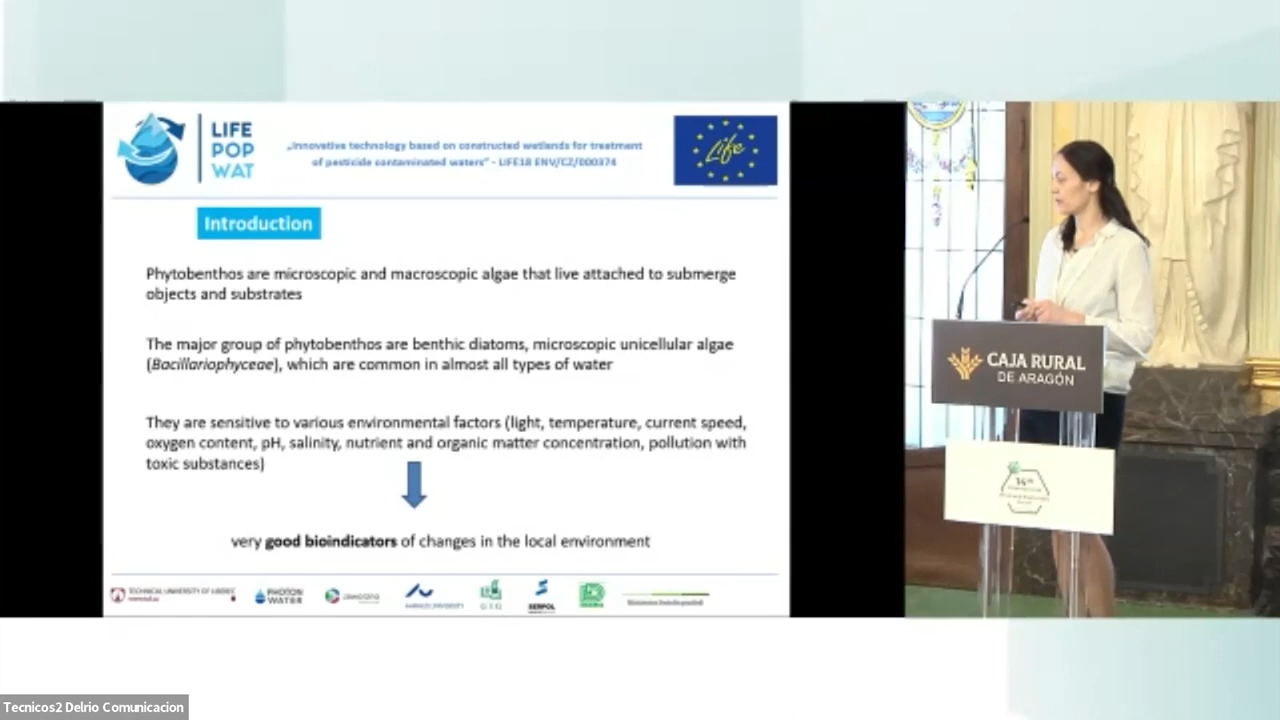 LIFE
POP
WAT
„Innovative technology based on constructed wetlands for treatment
of pesticide contaminated waters“ - LIFE18 ENV/CZ/000374
Life
Introduction
Phytobenthos are microscopic and macroscopic algae that live attached to submerge
objects and substrates
The major group of phytobenthos are benthic diatoms, microscopic unicellular algae
(Bacillariophyceae), which are common in almost all types of water
They are sensitive to various environmental factors (light, temperature, current speed,
oxygen content, pH, salinity, nutrient and organic matter concentration, pollution with
toxic substances)
very good bioindicators of changes in the local environment
TECHNICAL UNIVERSITY OF LIBEREC
PHOTON
WATER
AARHUS UNIVERSITY
SERPOL
CAJA RURAL
DE ARAGÓN
14th
Tecnicos2 Delrio Comunicacion